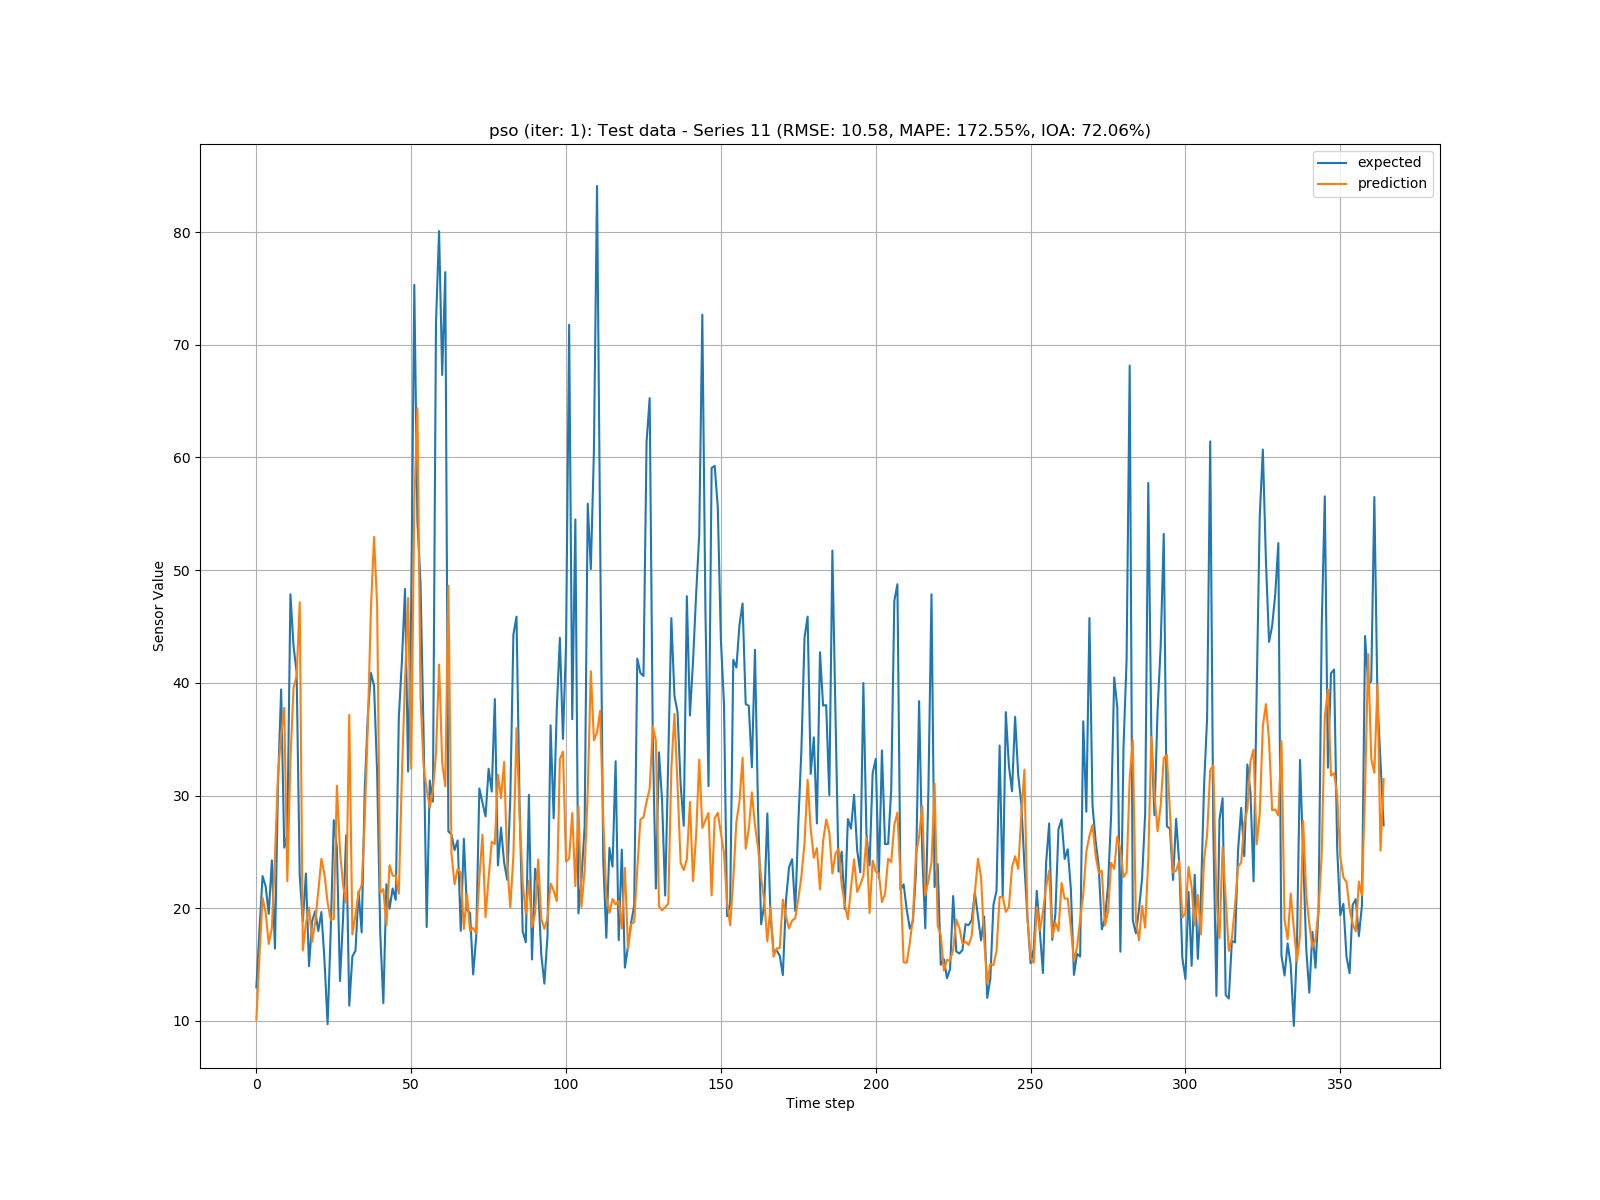 pso (iter: 1): Test data - Series 11 (RMSE: 10.58, MAPE: 172.55%, IOA: 72.06%)
expected
prediction
80
70
60
50
40
30
20
10
Sensor Value
0 50 100 150 200 250 300 350
Time step